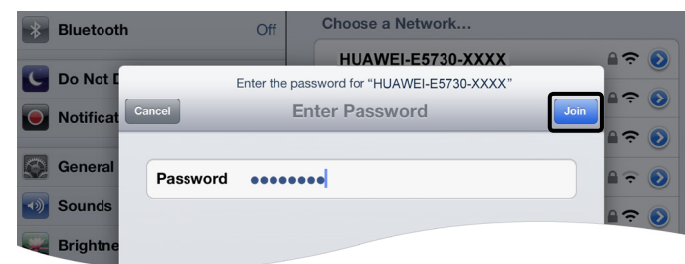 Bluetooth Off
Choose a Network...
HUAWEI-E5730-XXXX
Do Not D
Enter the password for “HUAWEI-E5730-XXXX”
Notificat
Cancel Enter Password Join
General
Password ••••••••
Sounds
Brightne